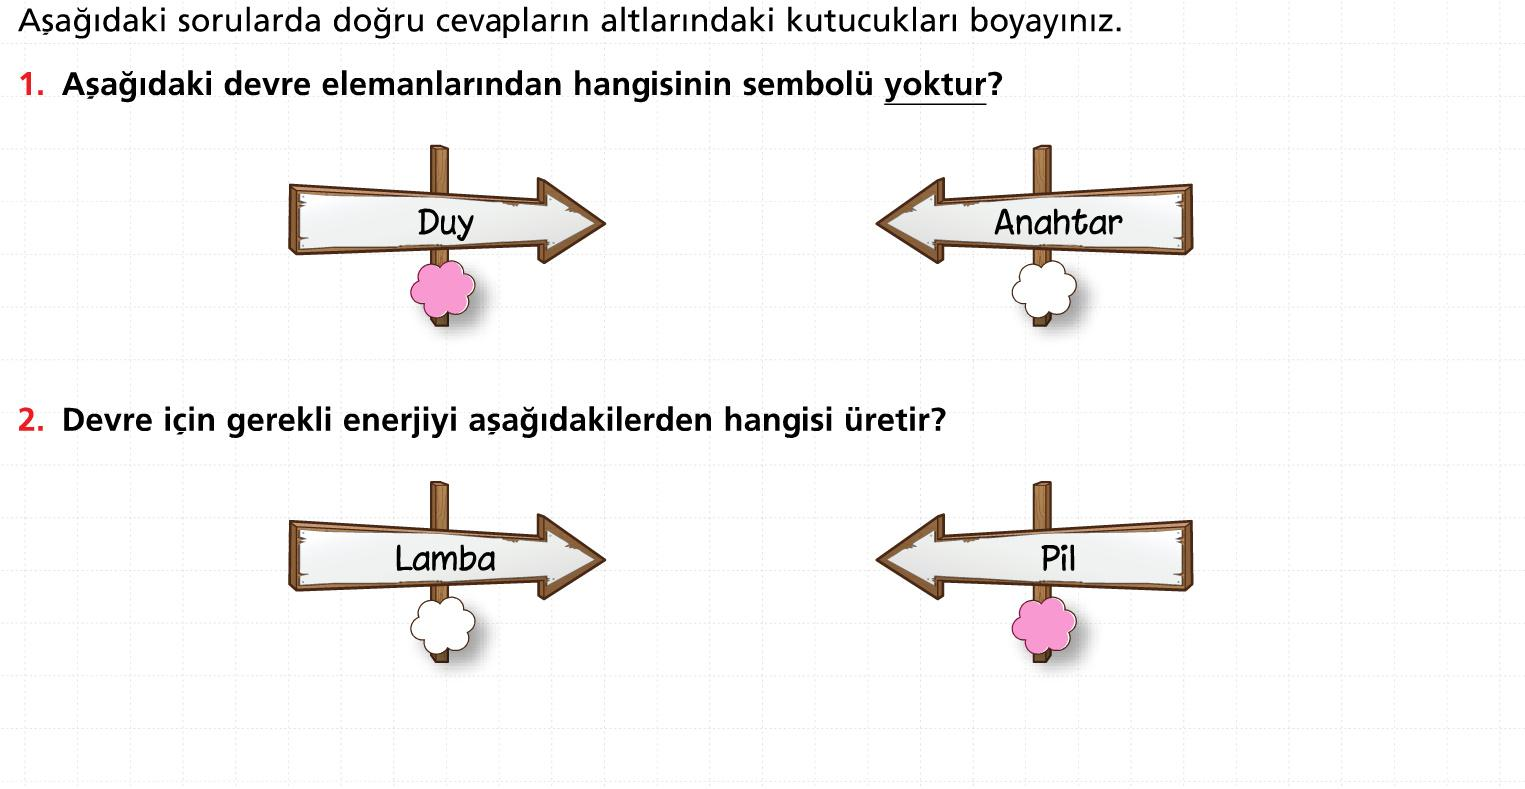 Aşağıdaki sorularda doğru cevapların altlarındaki kutucukları boyayınız.
1. Aşağıdaki devre elemanlarından hangisinin sembolü yoktur?
Duy
Anahtar
2. Devre için gerekli enerjiyi aşağıdakilerden hangisi üretir?
Lamba
Pil